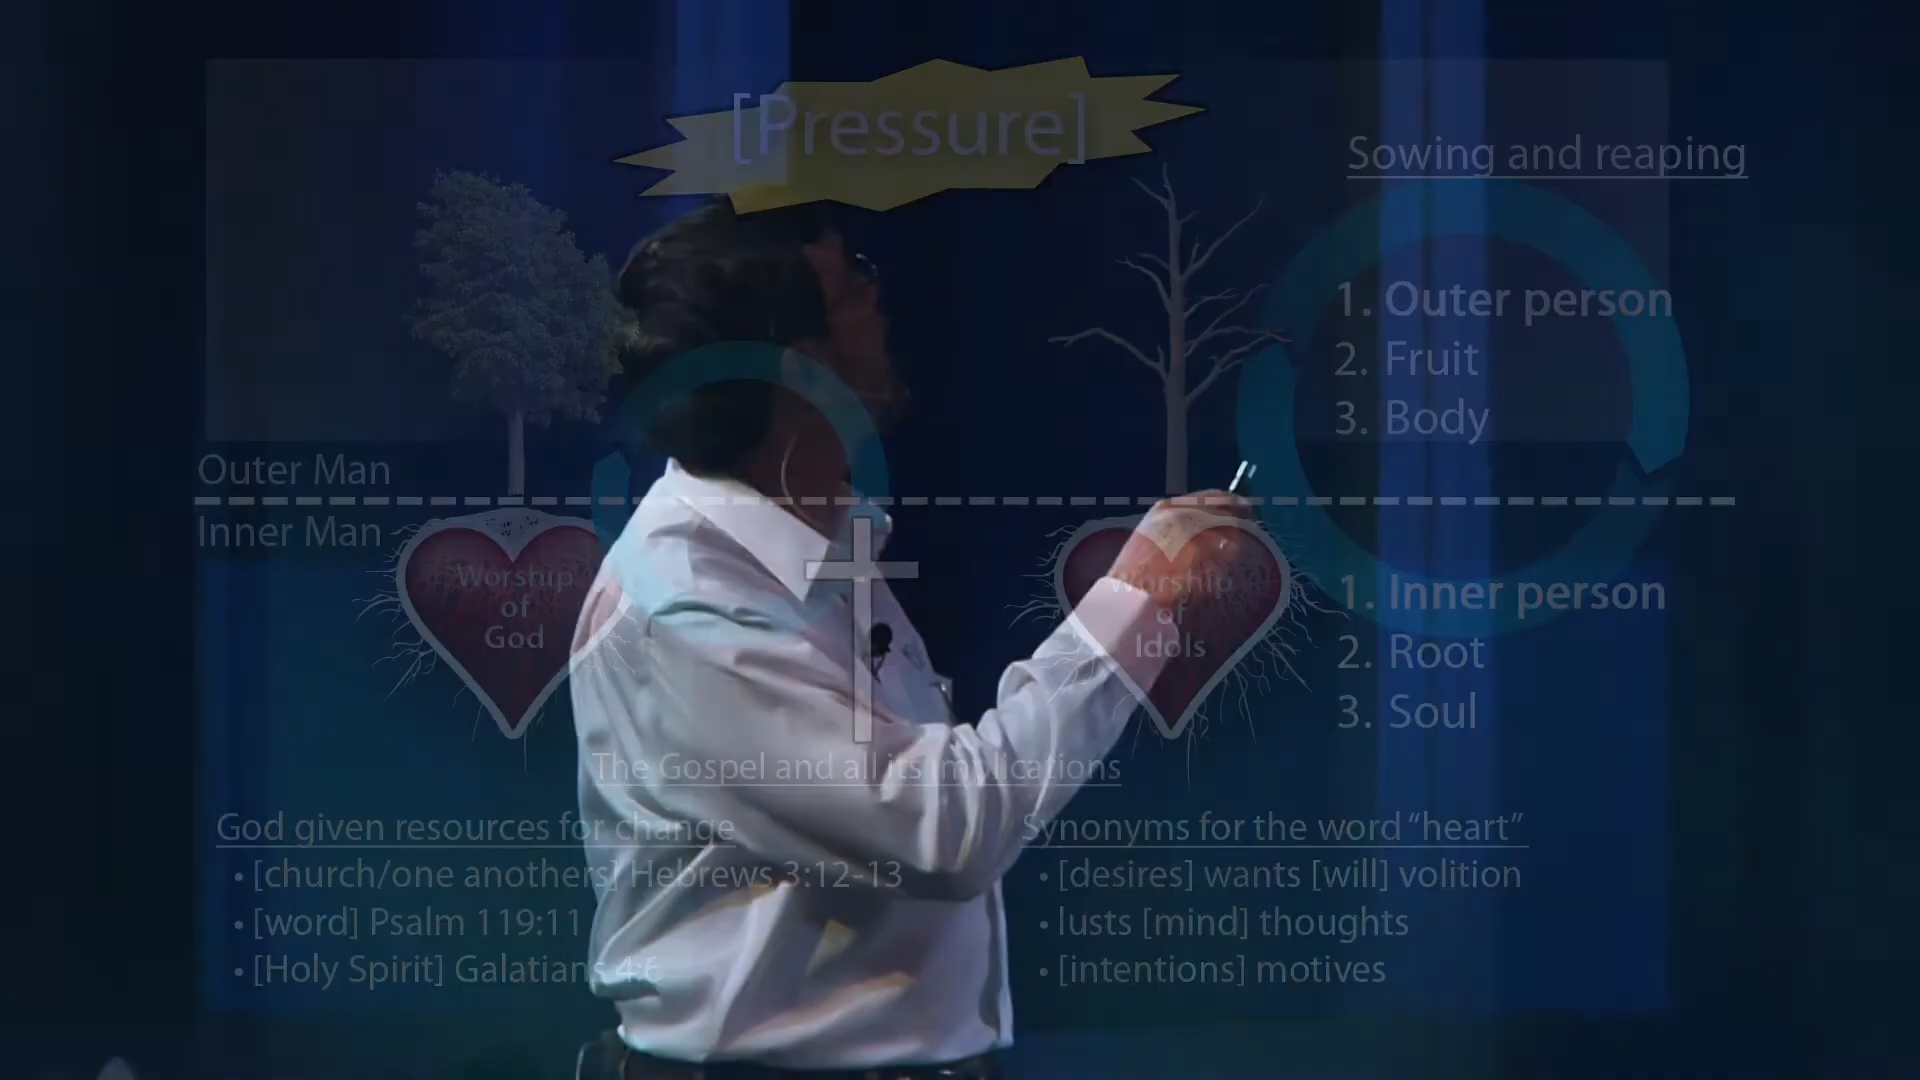 [Pressure]
Sowing and reaping
1. Outer person
2. Fruit
3. Body
Outer Man
Inner Man
Worship
of
God
Worship
of
Idols
1. Inner person
2. Root
3. Soul
The Gospel and all its implications
God given resources for change
• [church/one anothers] Hebrews 3:12-13
• [word] Psalm 119:11
• [Holy Spirit] Galatians 4:6
Synonyms for the word “heart”
• [desires] wants [will] volition
• lusts [mind] thoughts
• [intentions] motives